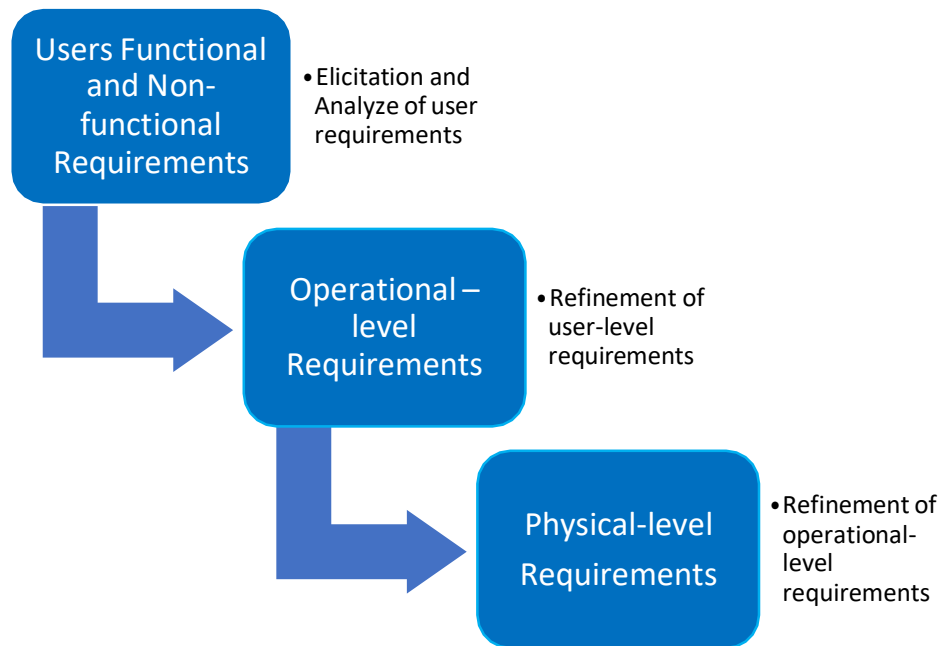 Users Functional
and Non-
functional
Requirements
•Elicitation and
Analyze of user
requirements
Operational –
level
Requirements
•Refinement of
user-level
requirements
Physical-level
Requirements
•Refinement of
operational-
level
requirements